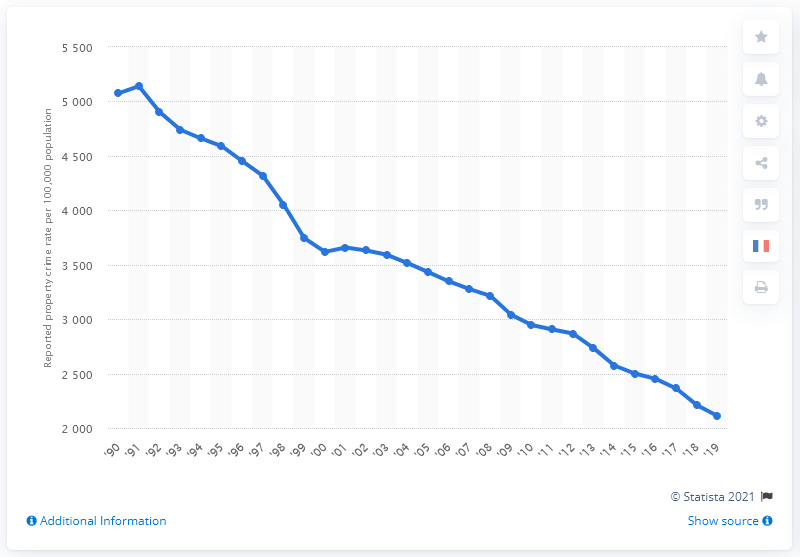 Reported property crime rate per 100,000 population
5 500
5 000
4 500
4 000
3 500
3 000
2 500
2 000
'90 '91 '92 '93 '94 '95 '96 '97 '98 '99 '00 '01 '02 '03 '04 '05 '06 '07 '08 '09 '10 '11 '12 '13 '14 '15 '16 '17 '18 '19
© Statista 2021
Additional Information
Show source